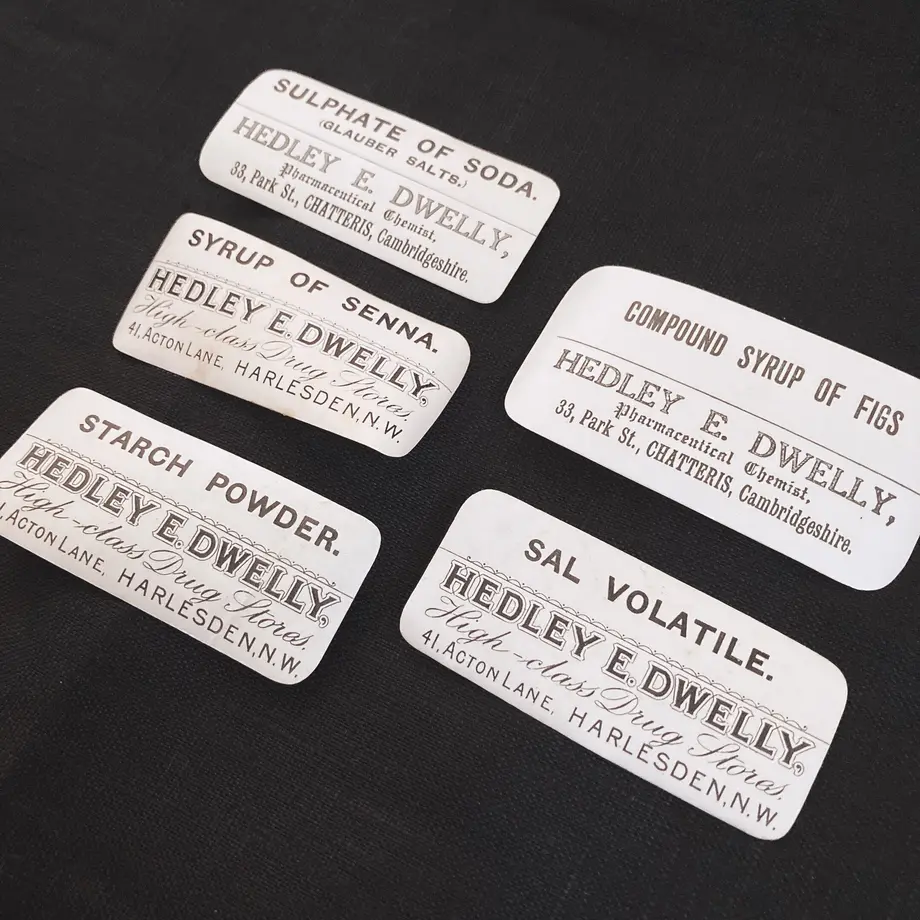 SULPHATE OF SODA.
(GLAUBER SALTS.)
HEDLEY E. DWELLY,
Pharmaceutical Chemist,
33, Park St., CHATTERIS, Cambridgeshire.
SYRUP OF SENNA.
HEDLEY E. DWELLY,
High-class Drug Stores,
41, ACTON LANE, HARLESDEN, N.W.
COMPOUND SYRUP OF FIGS
HEDLEY E. DWELLY,
Pharmaceutical Chemist,
33, Park St., CHATTERIS, Cambridgeshire.
STARCH POWDER.
HEDLEY E. DWELLY,
High-class Drug Stores,
1, ACTON LANE, HARLESDEN, N.W.
SAL VOLATILE.
HEDLEY E. DWELLY,
High-class Drug Stores,
41, ACTON LANE, HARLESDEN, N.W.